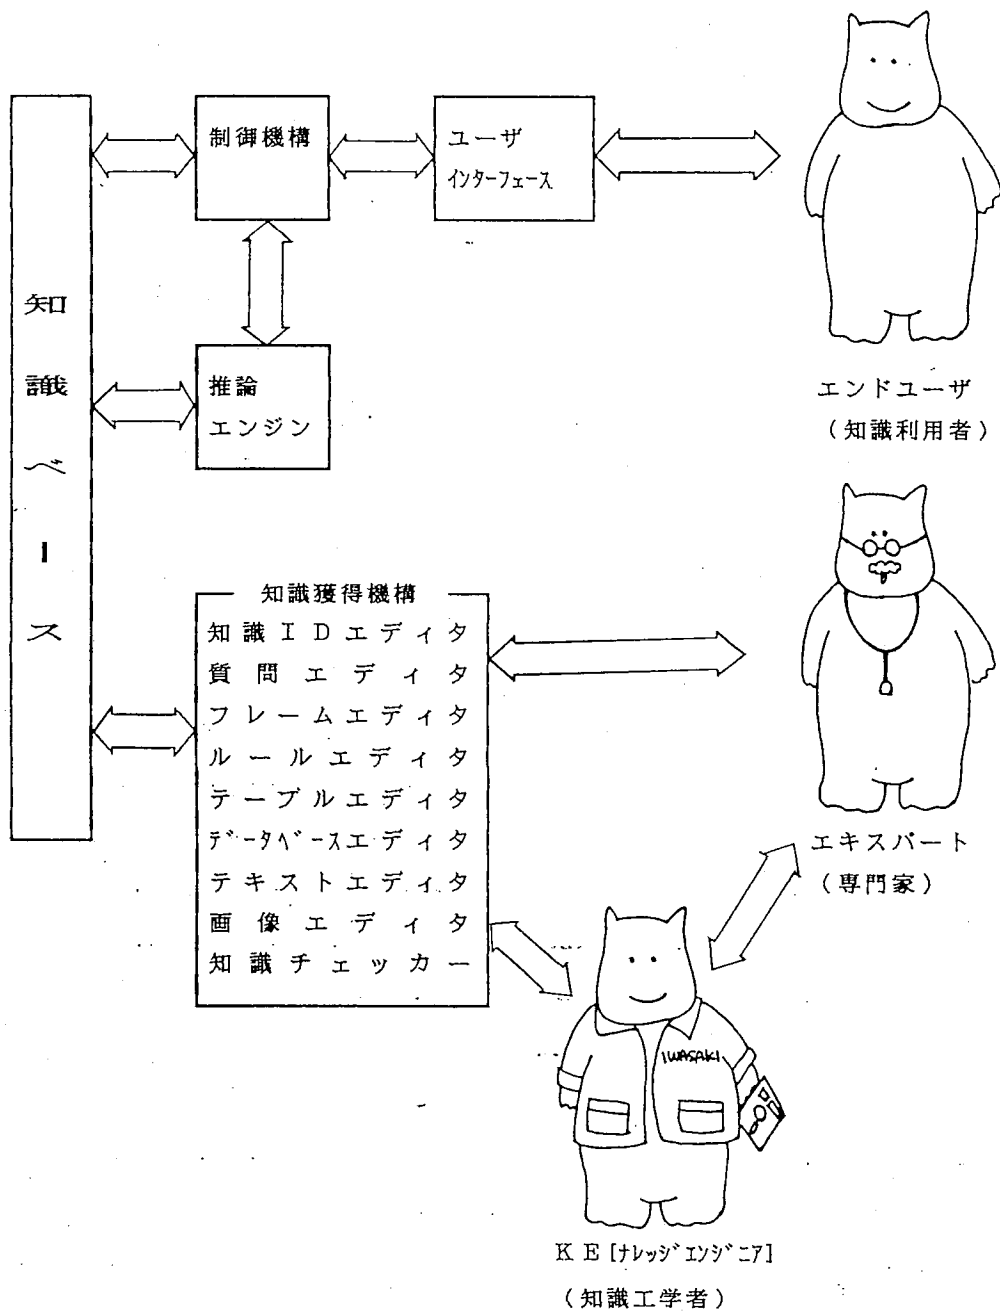 知識ベース
制御機構
ユーザ
インターフェース
推論
エンジン
エンドユーザ
(知識利用者)
知識獲得機構
知識IDエディタ
質問エディタ
フレームエディタ
ルールエディタ
テーブルエディタ
データベースエディタ
テキストエディタ
画像エディタ
知識チェッカー
エキスパート
(専門家)
IWASAKI
KE[ナレッジエンジニア]
(知識工学者)